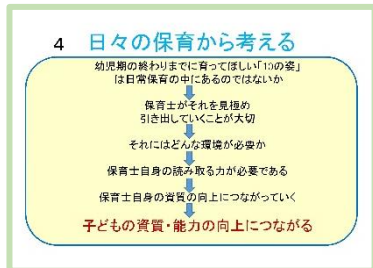 4 日々の保育から考える
幼児期の終わりまでに育ってほしい「10の姿」
は日常保育の中にあるのではないか
保育士がそれを見極め
引き出していくことが大切
それにはどんな環境が必要か
保育士自身の読み取る力が必要である
保育士自身の資質の向上につながっていく
子どもの資質・能力の向上につながる